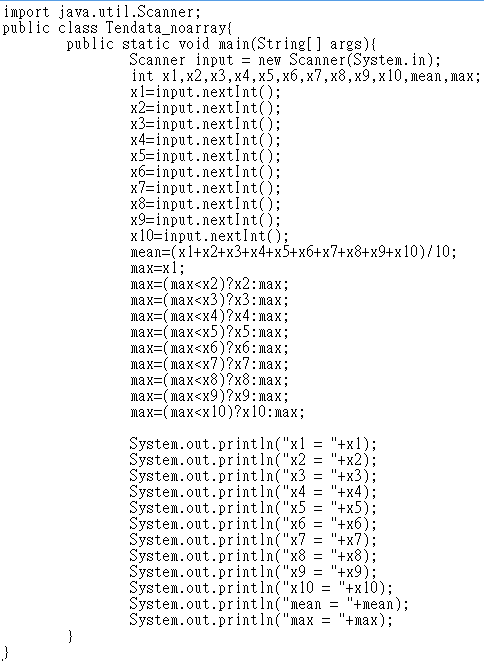 import java.util.Scanner;
public class Tendata_noarray{
public static void main(String[] args){
Scanner input = new Scanner(System.in);
int x1,x2,x3,x4,x5,x6,x7,x8,x9,x10,mean,max;
x1=input.nextInt();
x2=input.nextInt();
x3=input.nextInt();
x4=input.nextInt();
x5=input.nextInt();
x6=input.nextInt();
x7=input.nextInt();
x8=input.nextInt();
x9=input.nextInt();
x10=input.nextInt();
mean=(x1+x2+x3+x4+x5+x6+x7+x8+x9+x10)/10;
max=x1;
max=(max<x2)?x2:max;
max=(max<x3)?x3:max;
max=(max<x4)?x4:max;
max=(max<x5)?x5:max;
max=(max<x6)?x6:max;
max=(max<x7)?x7:max;
max=(max<x8)?x8:max;
max=(max<x9)?x9:max;
max=(max<x10)?x10:max;
System.out.println("x1 = "+x1);
System.out.println("x2 = "+x2);
System.out.println("x3 = "+x3);
System.out.println("x4 = "+x4);
System.out.println("x5 = "+x5);
System.out.println("x6 = "+x6);
System.out.println("x7 = "+x7);
System.out.println("x8 = "+x8);
System.out.println("x9 = "+x9);
System.out.println("x10 = "+x10);
System.out.println("mean = "+mean);
System.out.println("max = "+max);
}
}